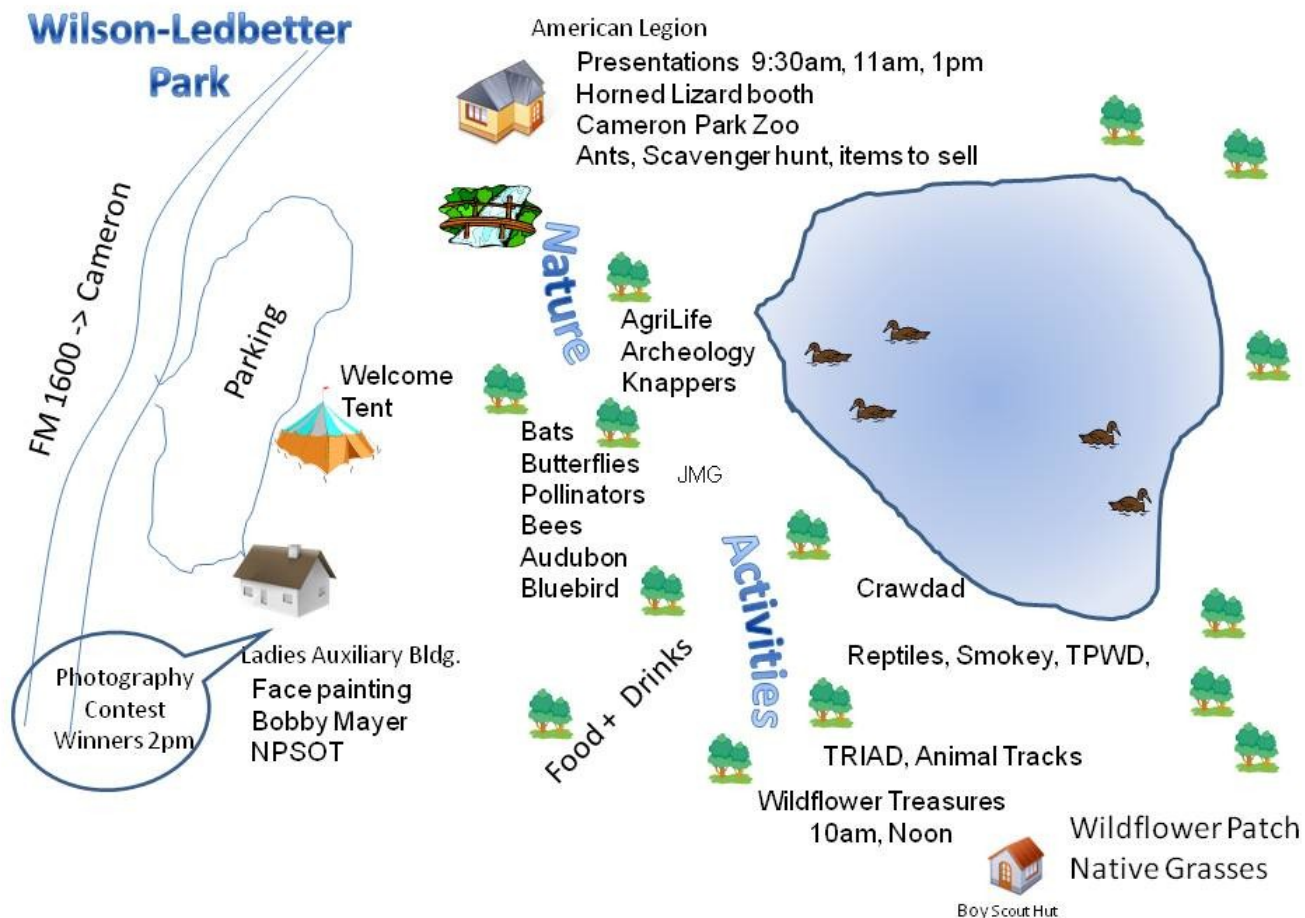 Wilson-Ledbetter
Park
American Legion
Presentations 9:30am, 11am, 1pm
Horned Lizard booth
Cameron Park Zoo
Ants, Scavenger hunt, items to sell
FM 1600 -> Cameron
Parking
Welcome
Tent
Nature
AgriLife
Archeology
Knappers
Bats
Butterflies
Pollinators
Bees
Audubon
Bluebird
JMG
Activities
Crawdad
Reptiles, Smokey, TPWD,
Ladies Auxiliary Bldg.
Face painting
Bobby Mayer
NPSOT
Photography
Contest
Winners 2pm
Food + Drinks
TRIAD, Animal Tracks
Wildflower Treasures
10am, Noon
Wildflower Patch
Native Grasses
Boy Scout Hut